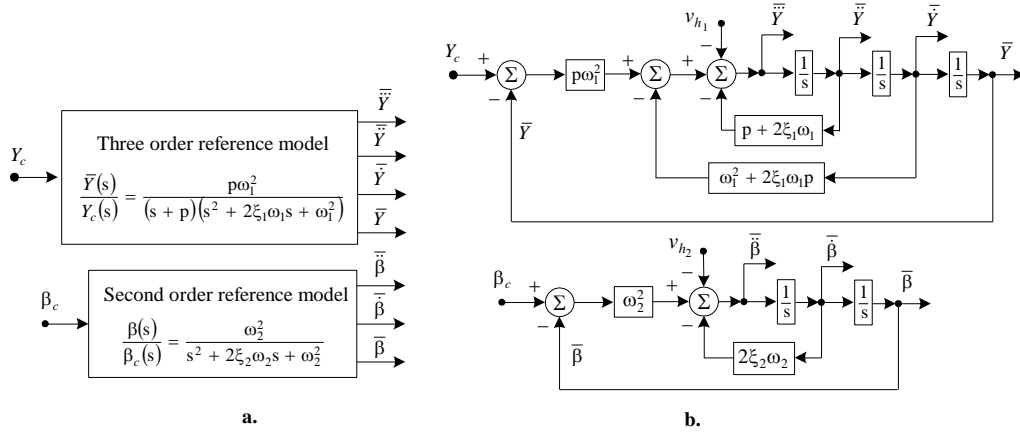 Y̅⃛
Y̅̈
Y_c Three order reference model
Y̅̇
Y̅(s)/Y_c(s) = pω₁²/((s + p)(s² + 2ξ₁ω₁s + ω₁²))
Y̅
β̅̈
β_c Second order reference model
β̅̇
β(s)/β_c(s) = ω₂²/(s² + 2ξ₂ω₂s + ω₂²)
β̅
a.
v_h₁ Y̅⃛ Y̅̈ Y̅̇
Y_c + Σ pω₁² + Σ + − Σ 1/s 1/s 1/s Y̅
− − −
Y̅ p + 2ξ₁ω₁
ω₁² + 2ξ₁ω₁p
v_h₂ β̅̈ β̅̇
β_c + Σ ω₂² + − Σ 1/s 1/s β̅
− −
β̅ 2ξ₂ω₂
b.